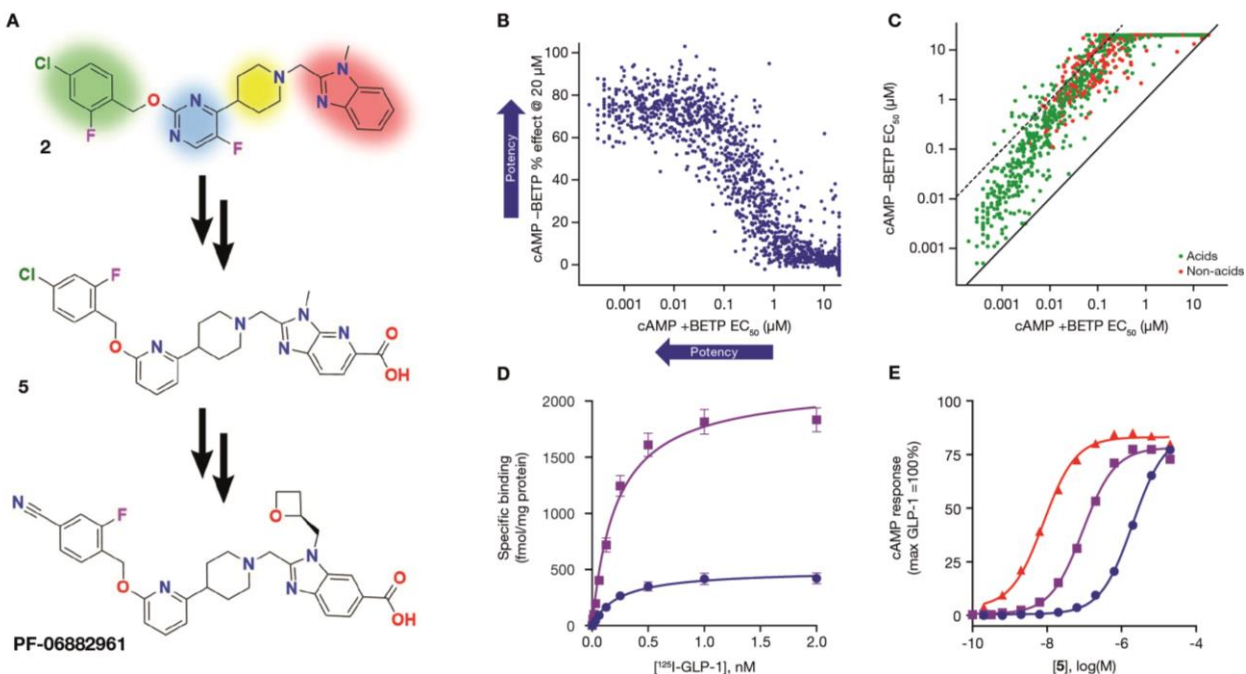 A
Cl
F
O
N
N
F
N
N
N
2
Cl
F
O
N
N
N
N
N
O
OH
5
N
F
O
N
N
O
N
N
O
OH
PF-06882961
B
Potency
cAMP –BETP % effect @ 20 µM
100
80
60
40
20
0
0.001 0.01 0.1 1 10
cAMP +BETP EC50 (µM)
Potency
C
cAMP –BETP EC50 (µM)
10
1
0.1
0.01
0.001
Acids
Non-acids
0.001 0.01 0.1 1 10
cAMP +BETP EC50 (µM)
D
Specific binding
(fmol/mg protein)
2000
1500
1000
500
0
0.0 0.5 1.0 1.5 2.0
[125I-GLP-1], nM
E
cAMP response
(max GLP-1 =100%)
100
75
50
25
0
-10 -8 -6 -4
[5], log(M)